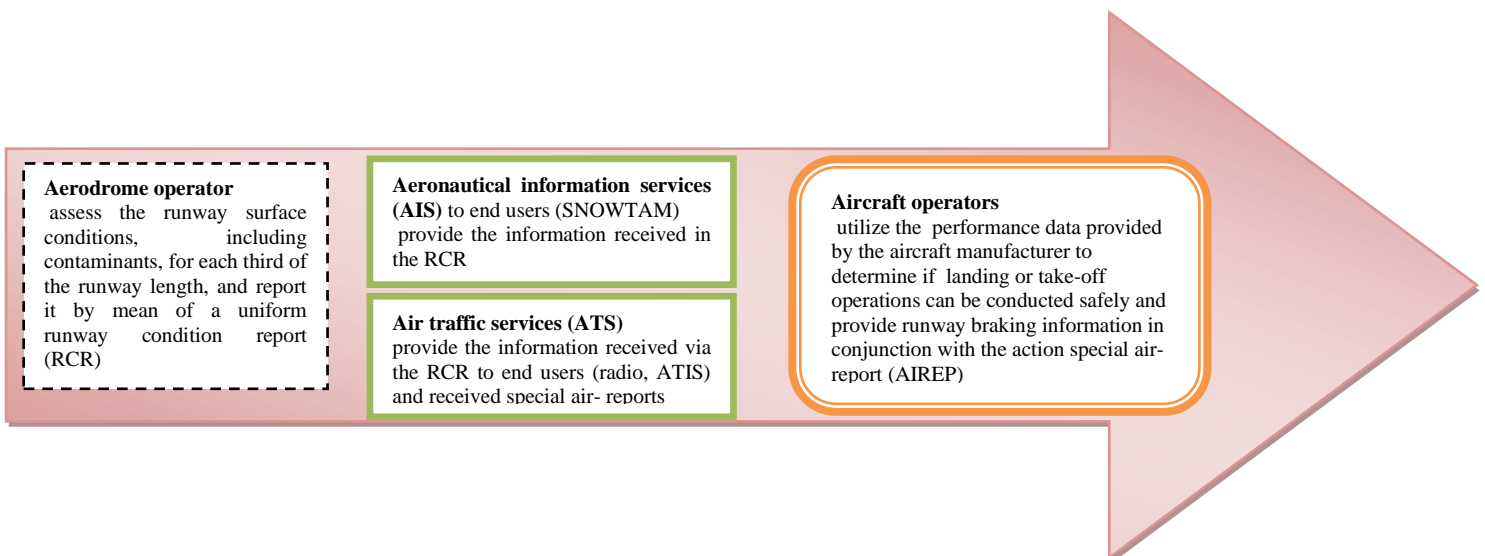 Aerodrome operator
assess the runway surface
conditions, including
contaminants, for each third of
the runway length, and report
it by mean of a uniform
runway condition report
(RCR)
Aeronautical information services
(AIS) to end users (SNOWTAM)
provide the information received in
the RCR
Air traffic services (ATS)
provide the information received via
the RCR to end users (radio, ATIS)
and received special air- reports
Aircraft operators
utilize the performance data provided
by the aircraft manufacturer to
determine if landing or take-off
operations can be conducted safely and
provide runway braking information in
conjunction with the action special air-
report (AIREP)